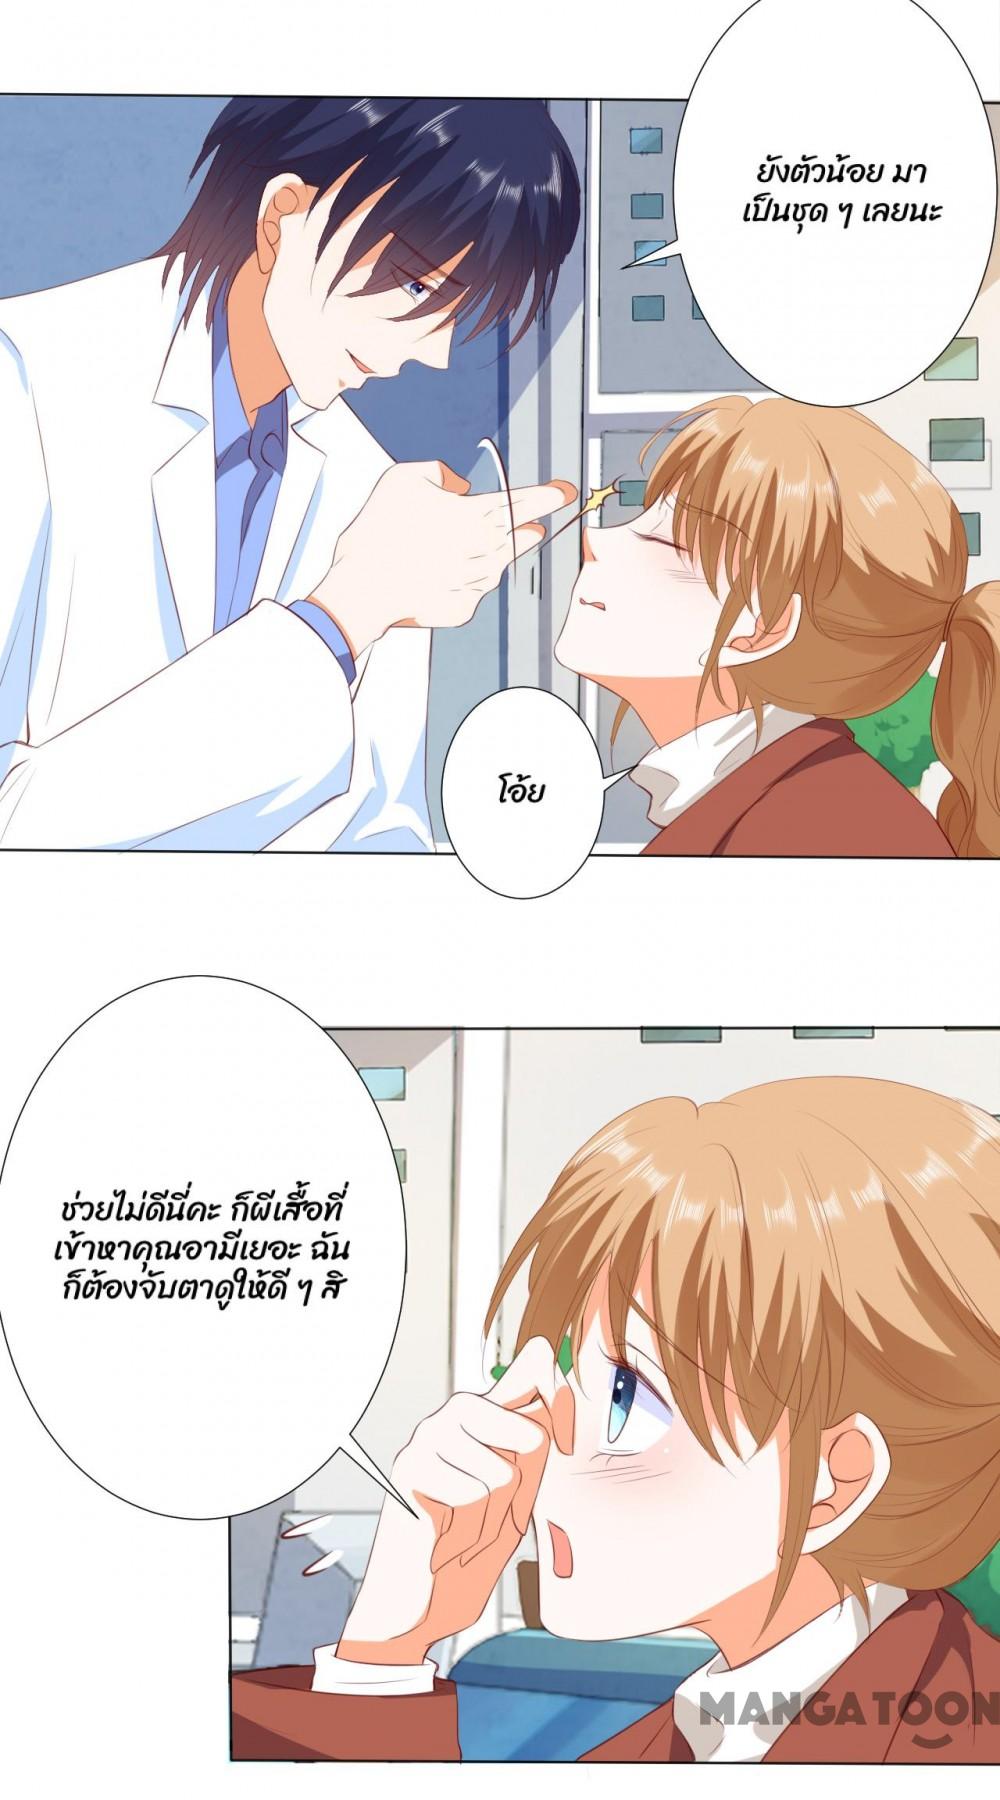 ยังตัวน้อย มา
เป็นชุด ๆ เลยนะ
โอ้ย
ช่วยไม่ดีนี่คะ ก็ผีเสื้อที่
เข้าหาคุณอามีเยอะ ฉัน
ก็ต้องจับตาดูให้ดี ๆ สิ
MANGATOON